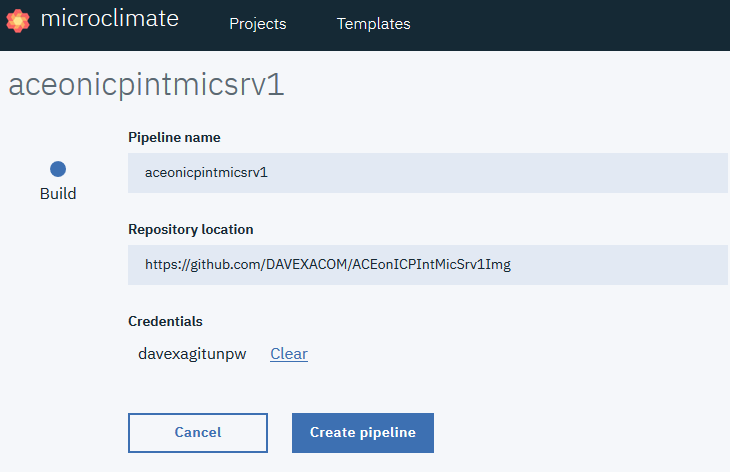 microclimate Projects Templates
aceonicpintmicsrv1
Pipeline name
aceonicpintmicsrv1
Build
Repository location
https://github.com/DAVEXACOM/ACEonICPIntMicSrv1Img
Credentials
davexagitunpw Clear
Cancel Create pipeline